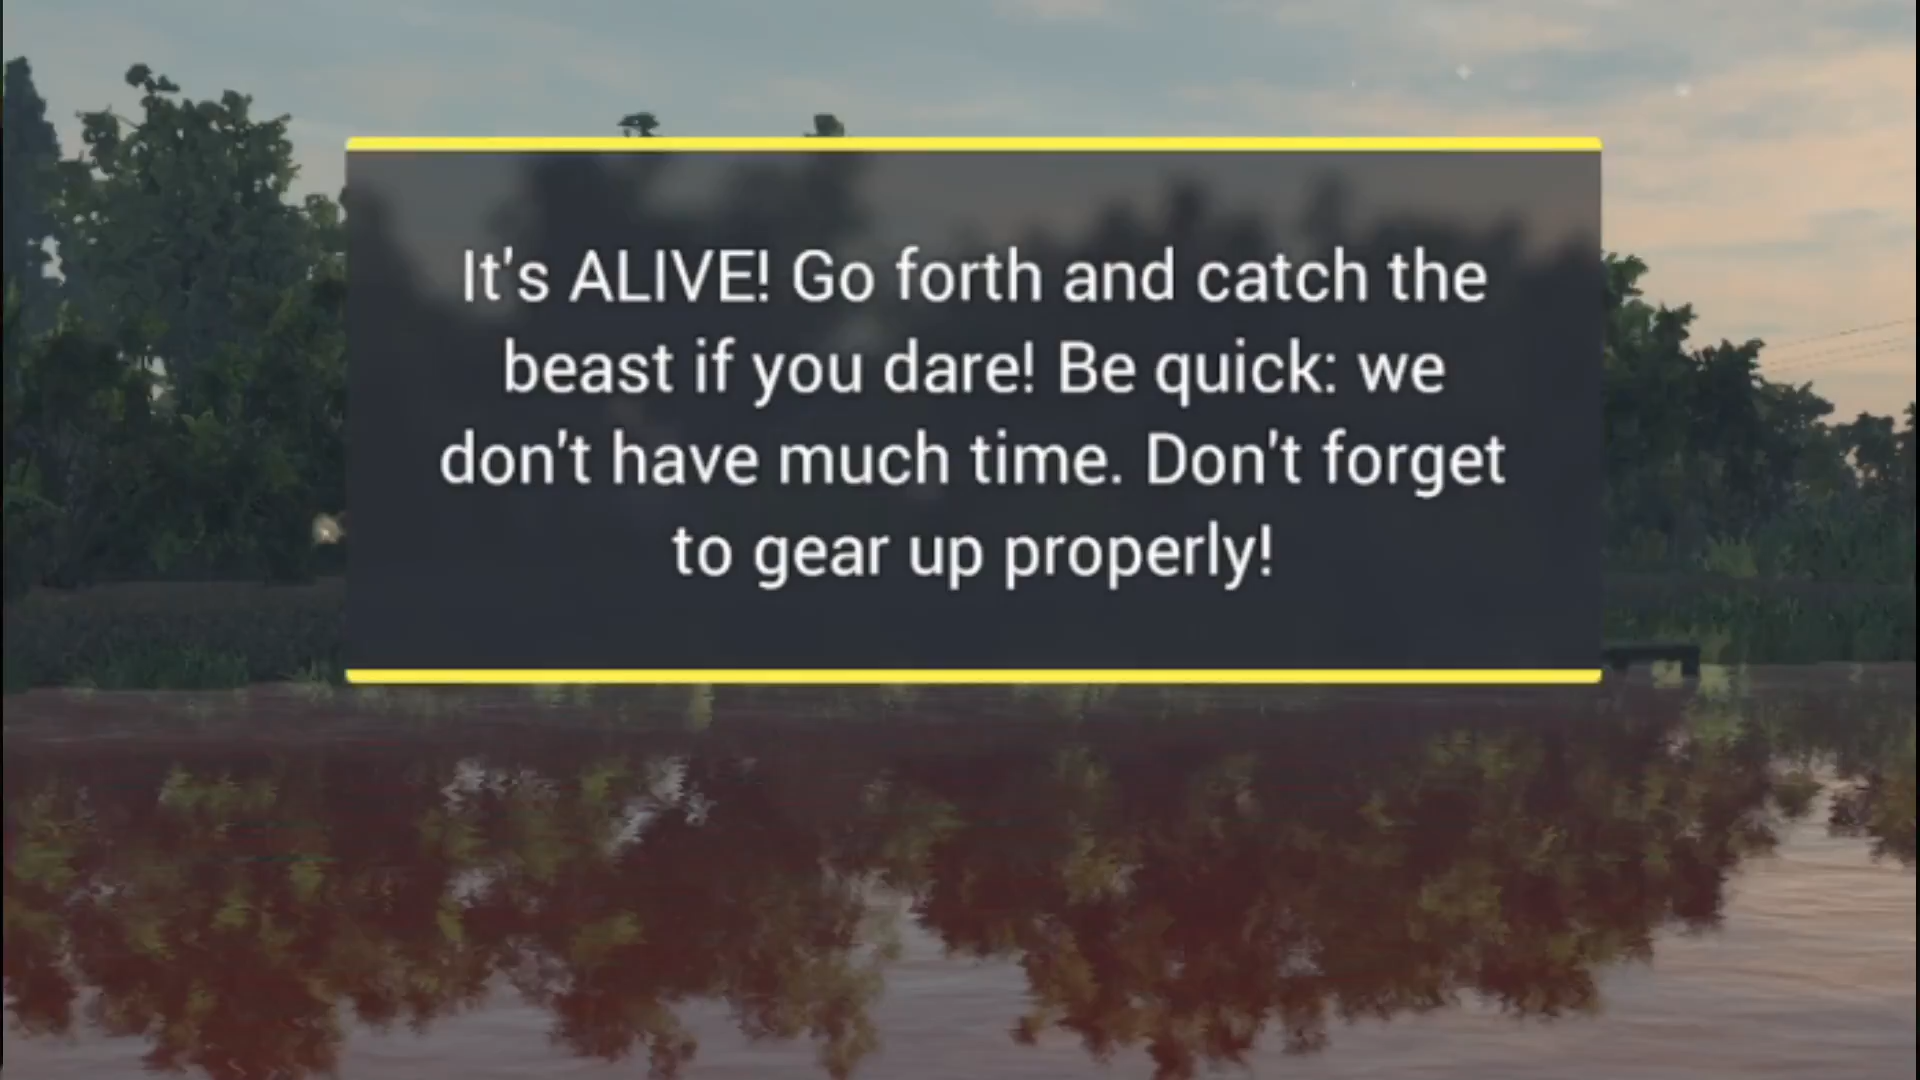 It's ALIVE! Go forth and catch the
beast if you dare! Be quick: we
don't have much time. Don't forget
to gear up properly!